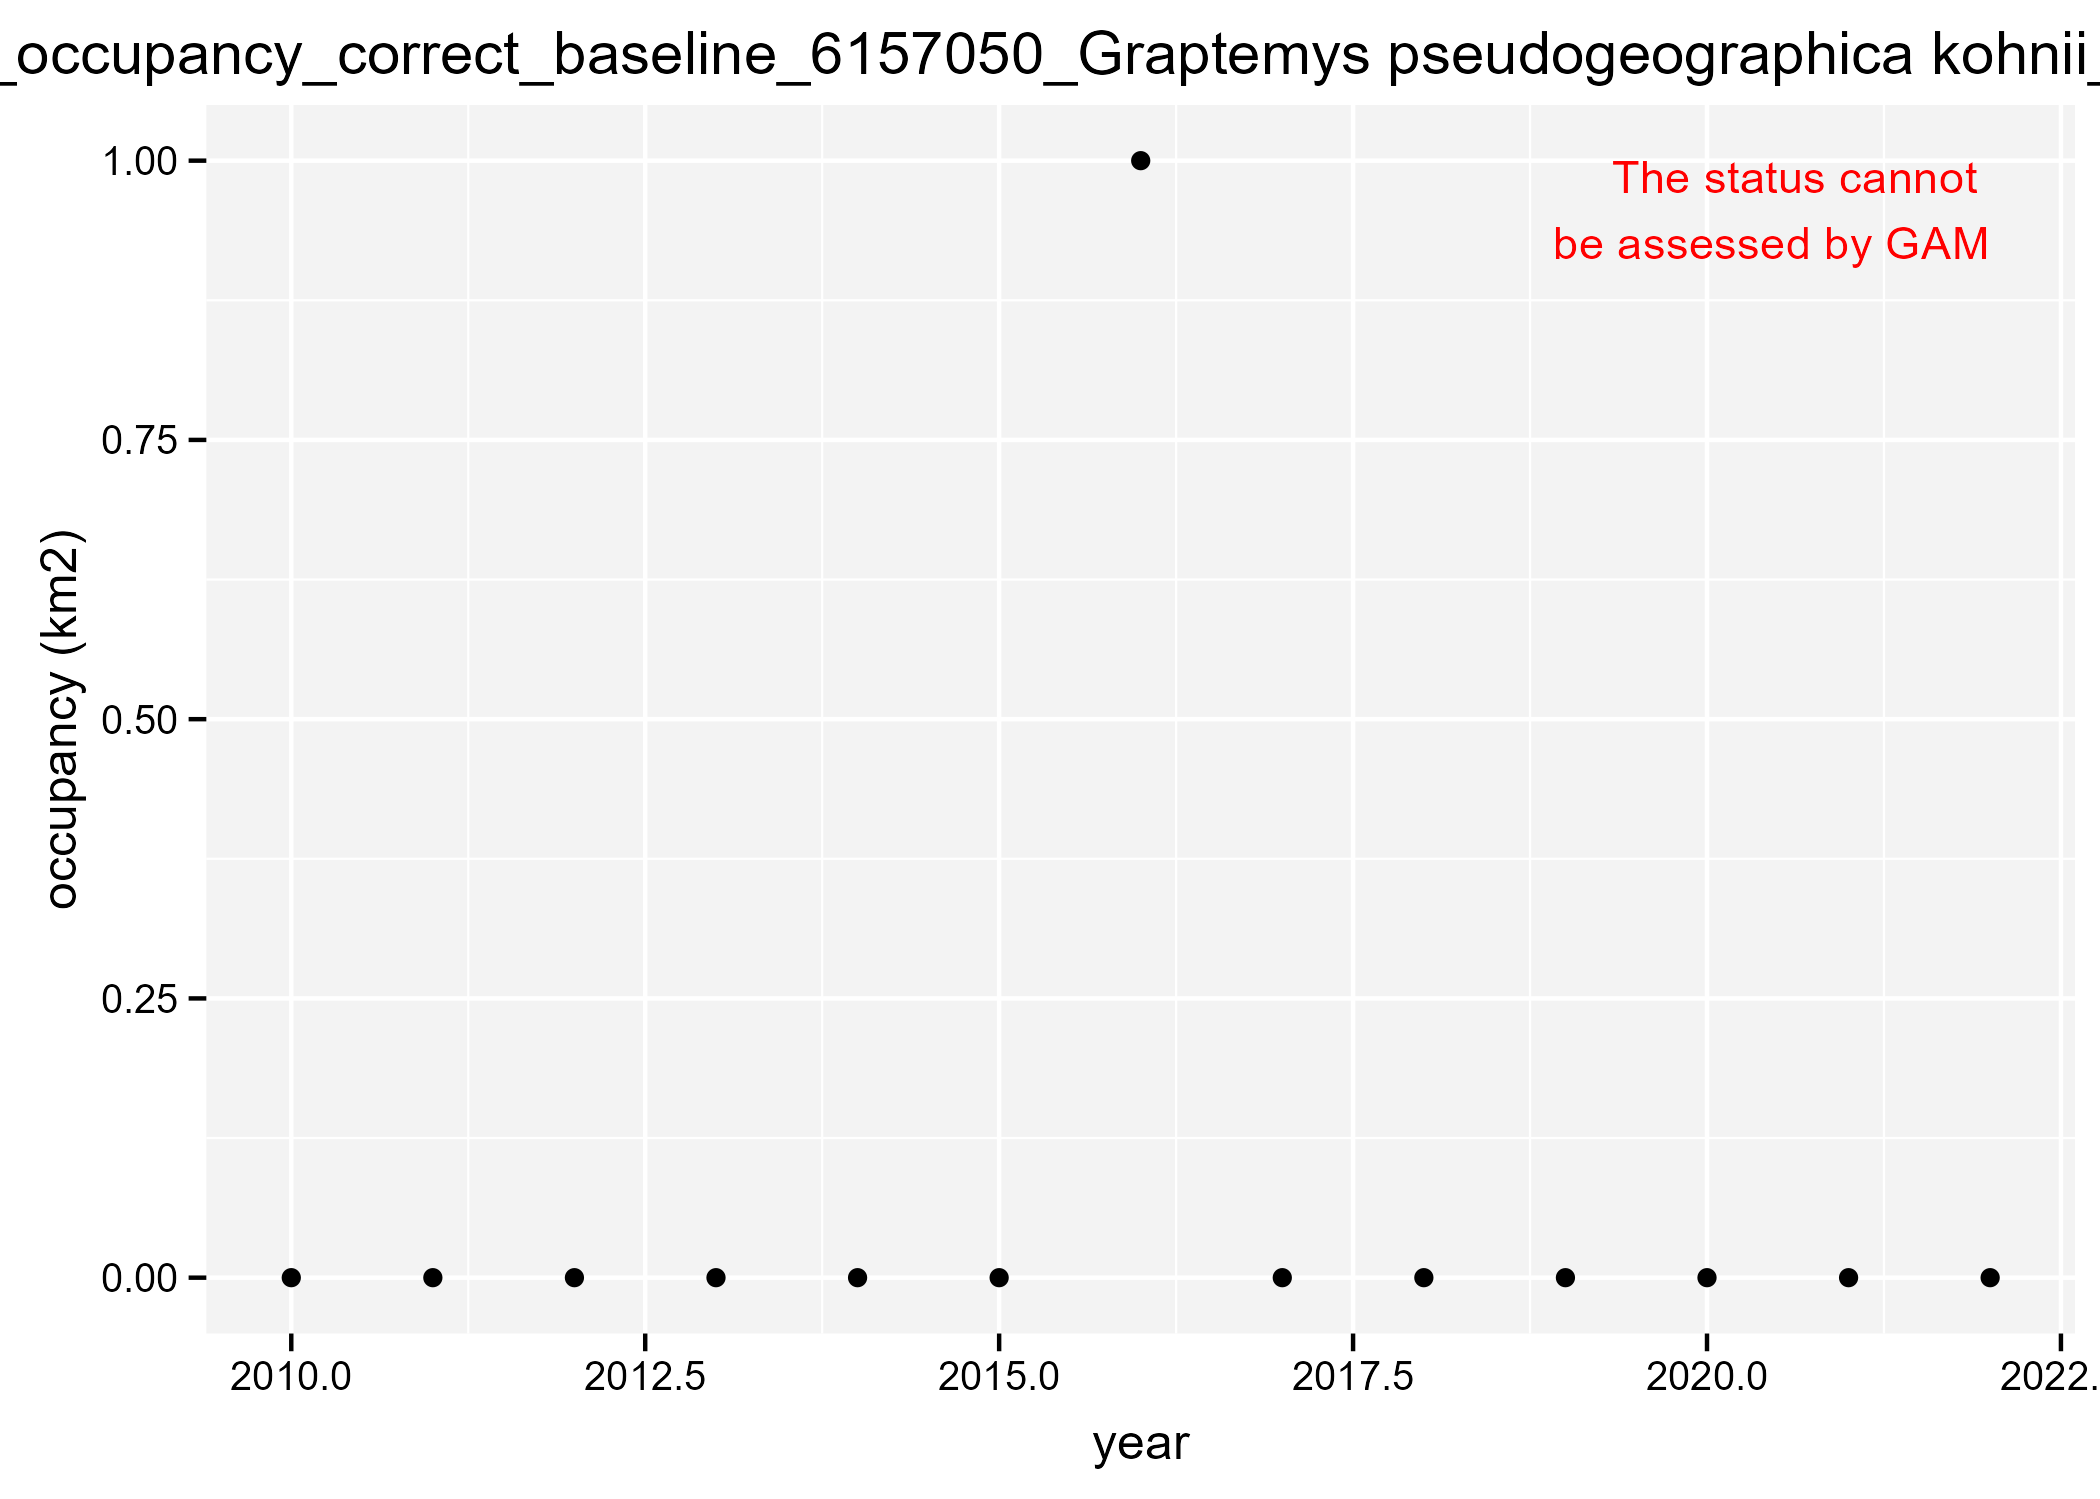 _occupancy_correct_baseline_6157050_Graptemys pseudogeographica kohnii_
The status cannot
be assessed by GAM
1.00
0.75
0.50
0.25
0.00
occupancy (km2)
2010.0 2012.5 2015.0 2017.5 2020.0 2022.
year